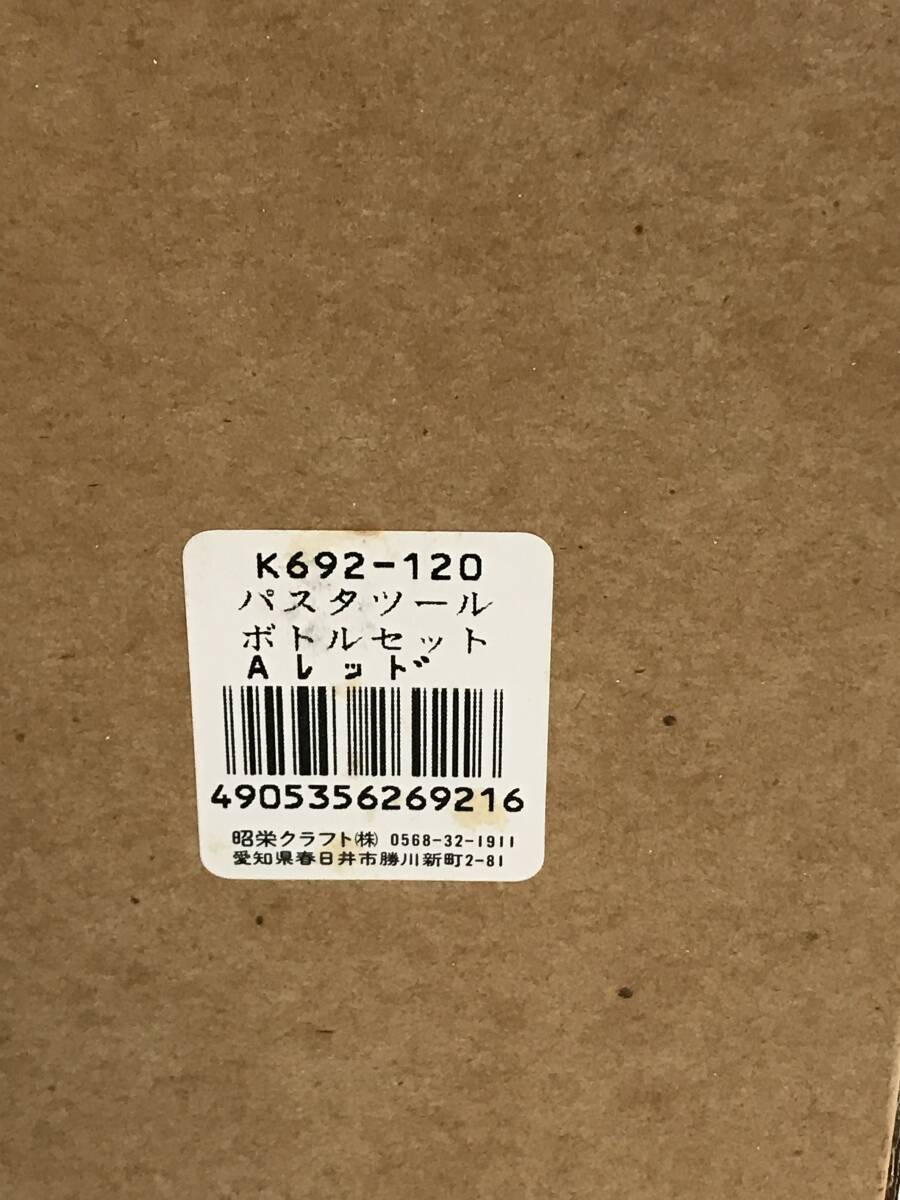 K692-120
パスタツール
ボトルセット
Aレッド
4905356269216
昭栄クラフト㈱ 0568-32-1911
愛知県春日井市勝川新町2-81